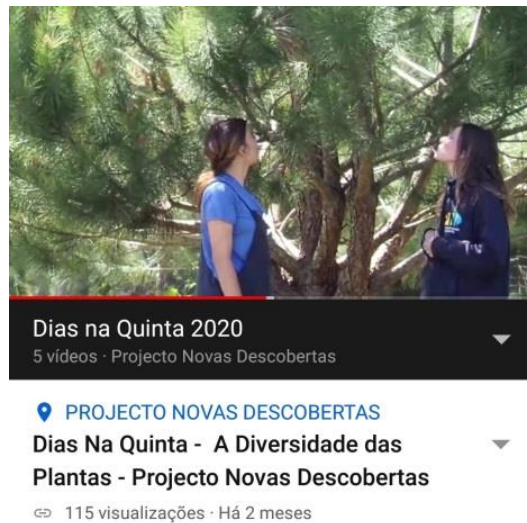 Dias na Quinta 2020
5 vídeos · Projecto Novas Descobertas
PROJECTO NOVAS DESCOBERTAS
Dias Na Quinta - A Diversidade das
Plantas - Projecto Novas Descobertas
115 visualizações · Há 2 meses